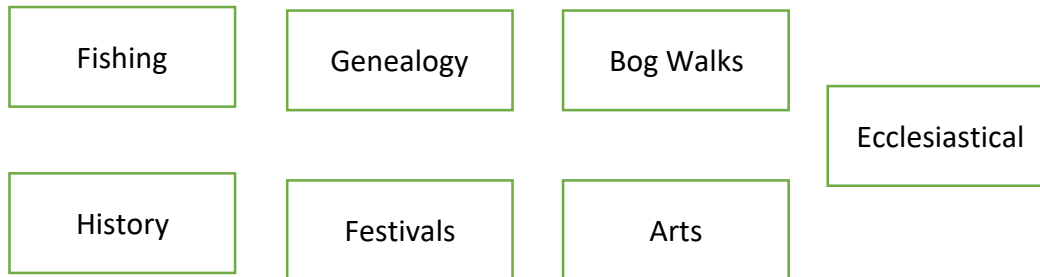 Fishing
Genealogy
Bog Walks
Ecclesiastical
History
Festivals
Arts